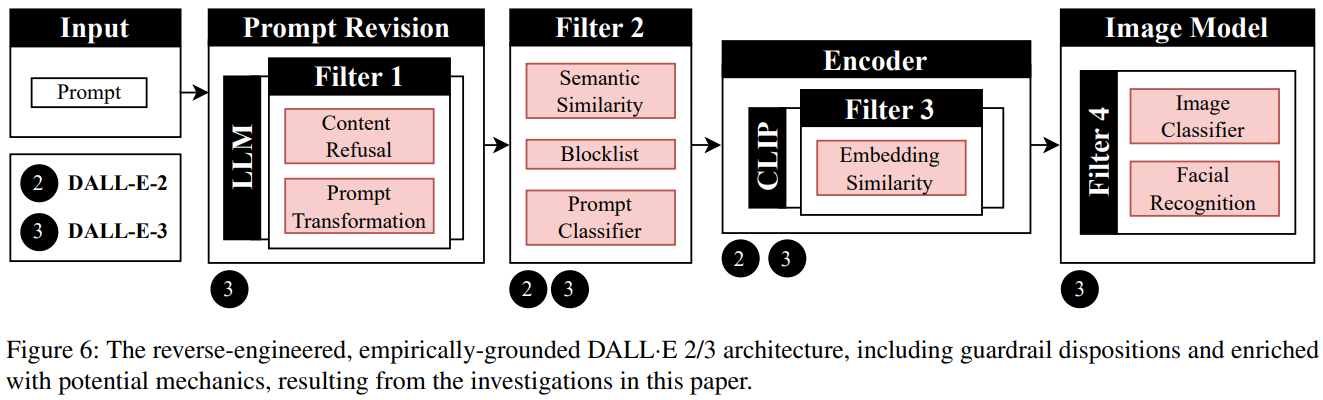 Input
Prompt
2 DALL-E-2
3 DALL-E-3
Prompt Revision
LLM
Filter 1
Content
Refusal
Prompt
Transformation
3
Filter 2
Semantic
Similarity
Blocklist
Prompt
Classifier
2 3
Encoder
CLIP
Filter 3
Embedding
Similarity
2 3
Image Model
Filter 4
Image
Classifier
Facial
Recognition
3
Figure 6: The reverse-engineered, empirically-grounded DALL·E 2/3 architecture, including guardrail dispositions and enriched
with potential mechanics, resulting from the investigations in this paper.